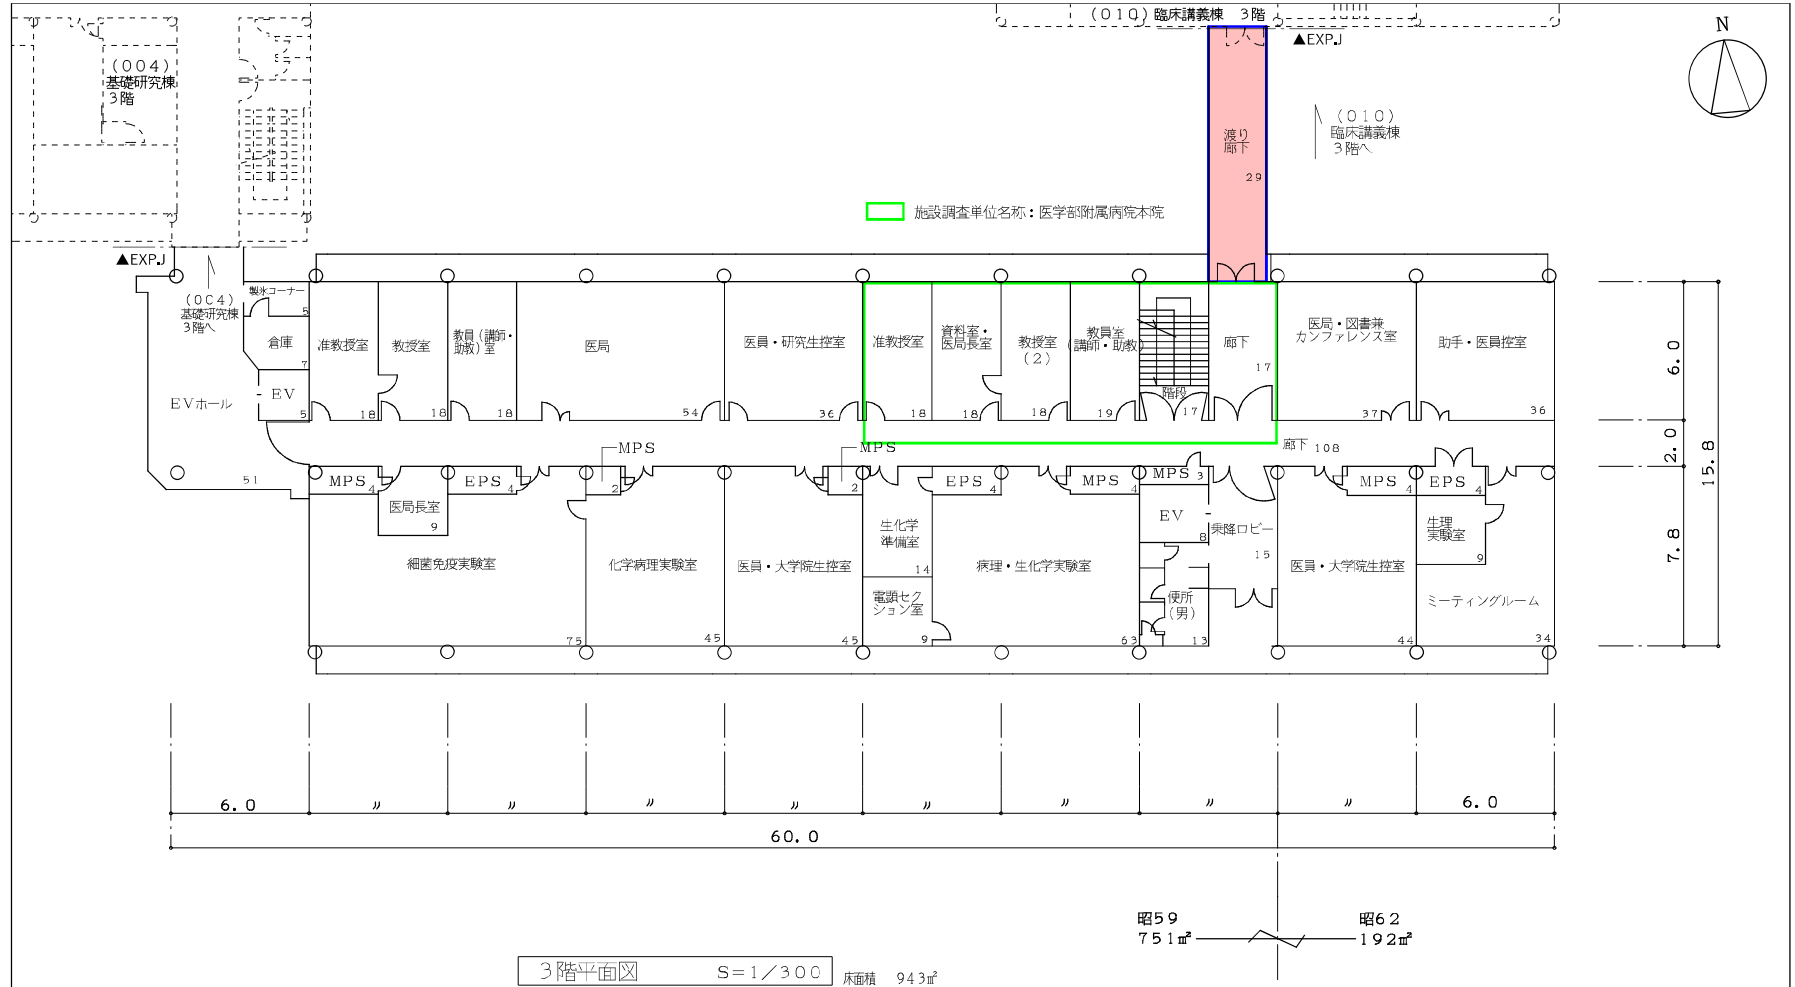 (010) 臨床講義棟 3階
▲EXP.J
N
(004)
基礎研究棟
3階
(010)
臨床講義棟
3階へ
渡り
廊下
29
施設調査単位名称：医学部附属病院本院
▲EXP.J
(004)
基礎研究棟
3階へ
製氷コーナー
5
倉庫
7
EV
5
EVホール
51
准教授室
18
教授室
18
教員（講師・
助教）室
18
医局
54
医員・研究生控室
36
准教授室
18
資料室・
医局長室
18
教授室
(2)
18
教員室
(講師・助教)
19
階段
17
廊下
17
医局・図書兼
カンファレンス室
37
助手・医員控室
36
6.0
2.0
7.8
15.8
廊下 108
MPS
MPS
MPS
4
医局長室
9
EPS
4
2
2
EPS
4
MPS
4
MPS 3
EV
8
乗降ロビー
15
MPS
4
EPS
4
生理
実験室
9
細菌免疫実験室
75
化学病理実験室
45
医員・大学院生控室
45
生化学
準備室
14
電顕セク
ション室
9
病理・生化学実験室
63
便所
(男)
13
医員・大学院生控室
44
ミーティングルーム
34
6.0 〃 〃 〃 〃 〃 〃 〃 〃 6.0
60.0
昭59
751㎡
昭62
192㎡
3階平面図 S=1/300
床面積 943㎡